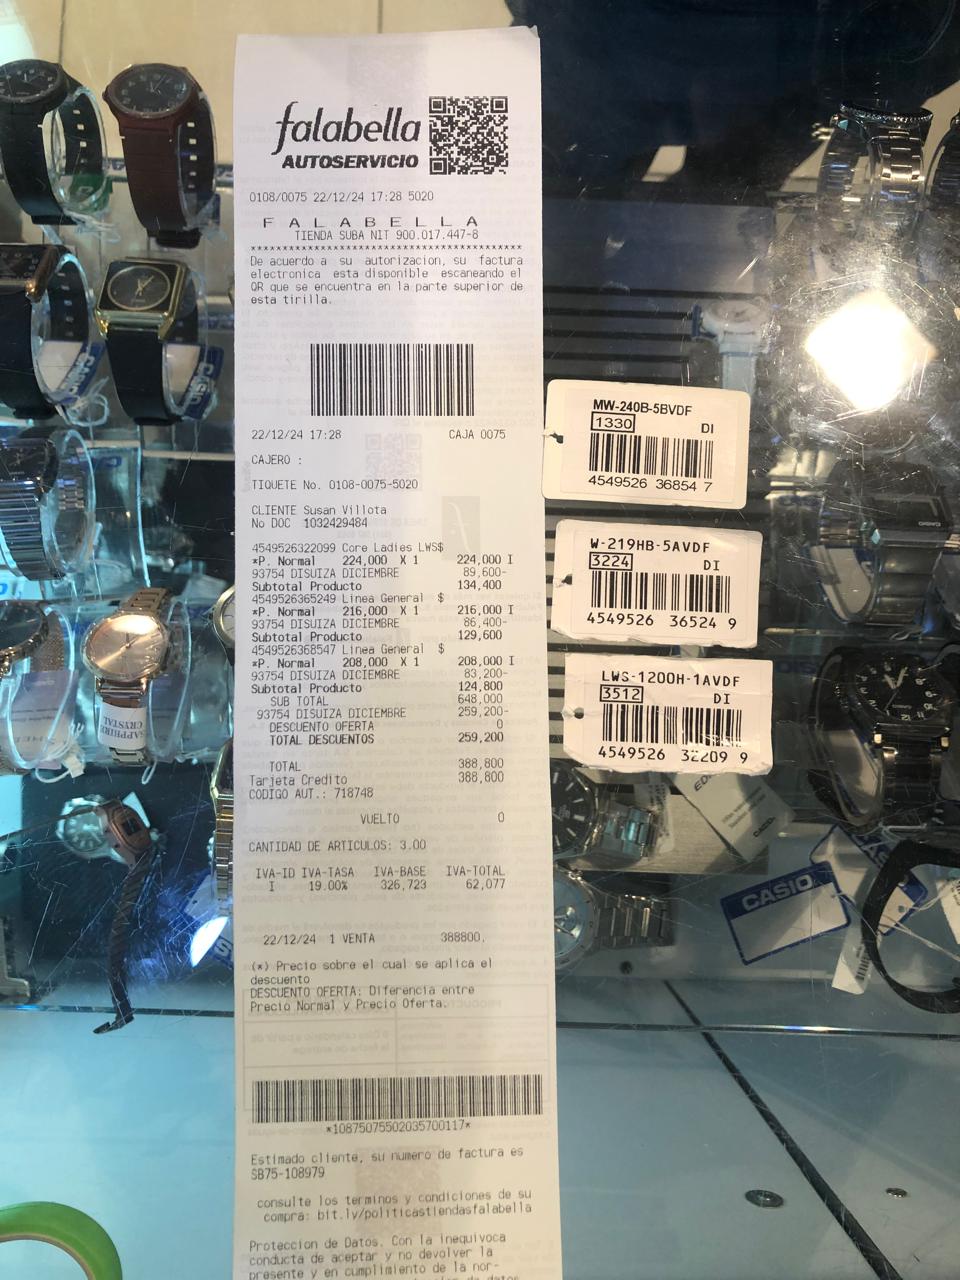 falabella
AUTOSERVICIO
0108/0075 22/12/24 17:28 5020
F A L A B E L L A
TIENDA SUBA NIT 900.017.447-8
****************************************************
De acuerdo a su autorizacion, su factura
electronica esta disponible escaneando el
QR que se encuentra en la parte superior de
esta tirilla.
22/12/24 17:28 CAJA 0075
CAJERO :
TIQUETE No. 0108-0075-5020
CLIENTE Susan Villota
No DOC 1032429484
4549526322099 Core Ladies LWS$
*P. Normal 224,000 X 1 224,000 I
93754 DISUIZA DICIEMBRE 89,600-
Subtotal Producto 134,400
4549526365249 Linea General $
*P. Normal 216,000 X 1 216,000 I
93754 DISUIZA DICIEMBRE 86,400-
Subtotal Producto 129,600
4549526368547 Linea General $
*P. Normal 208,000 X 1 208,000 I
93754 DISUIZA DICIEMBRE 83,200-
Subtotal Producto 124,800
SUB TOTAL 648,000
93754 DISUIZA DICIEMBRE 259,200-
DESCUENTO OFERTA 0
TOTAL DESCUENTOS 259,200
TOTAL 388,800
Tarjeta Credito 388,800
CODIGO AUT.: 718748
VUELTO 0
CANTIDAD DE ARTICULOS: 3.00
IVA-ID IVA-TASA IVA-BASE IVA-TOTAL
I 19.00% 326,723 62,077
22/12/24 1 VENTA 388800,
(*) Precio sobre el cual se aplica el
descuento
DESCUENTO OFERTA: Diferencia entre
Precio Normal y Precio Oferta.
*10875075502035700117*
Estimado cliente, su numero de factura es
SB75-108979
consulte los terminos y condiciones de su
compra: bit.ly/politicastiendasfalabella
Proteccion de Datos. Con la inequivoca
conducta de aceptar y no devolver la
presente y en cumplimiento de la nor-
MW-240B-5BVDF
1330 DI
4549526 36854 7
W-219HB-5AVDF
3224 DI
4549526 36524 9
LWS-1200H-1AVDF
3512 DI
4549526 32209 9
CASIO
CASIO
SAPPHIRE
CRYSTAL
CASIO